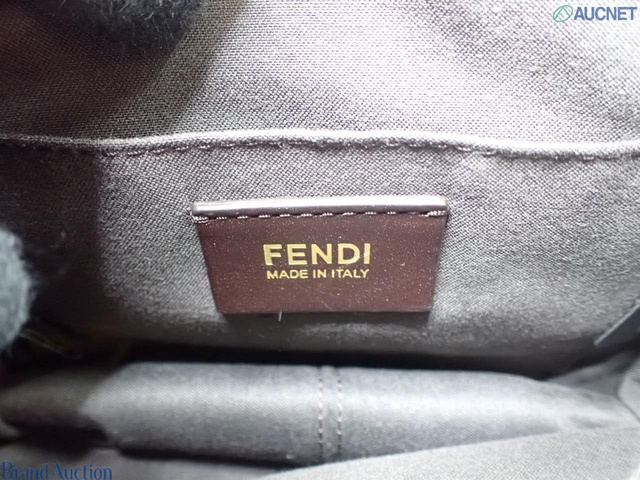 AUCNET
FENDI
MADE IN ITALY
Brand Auction